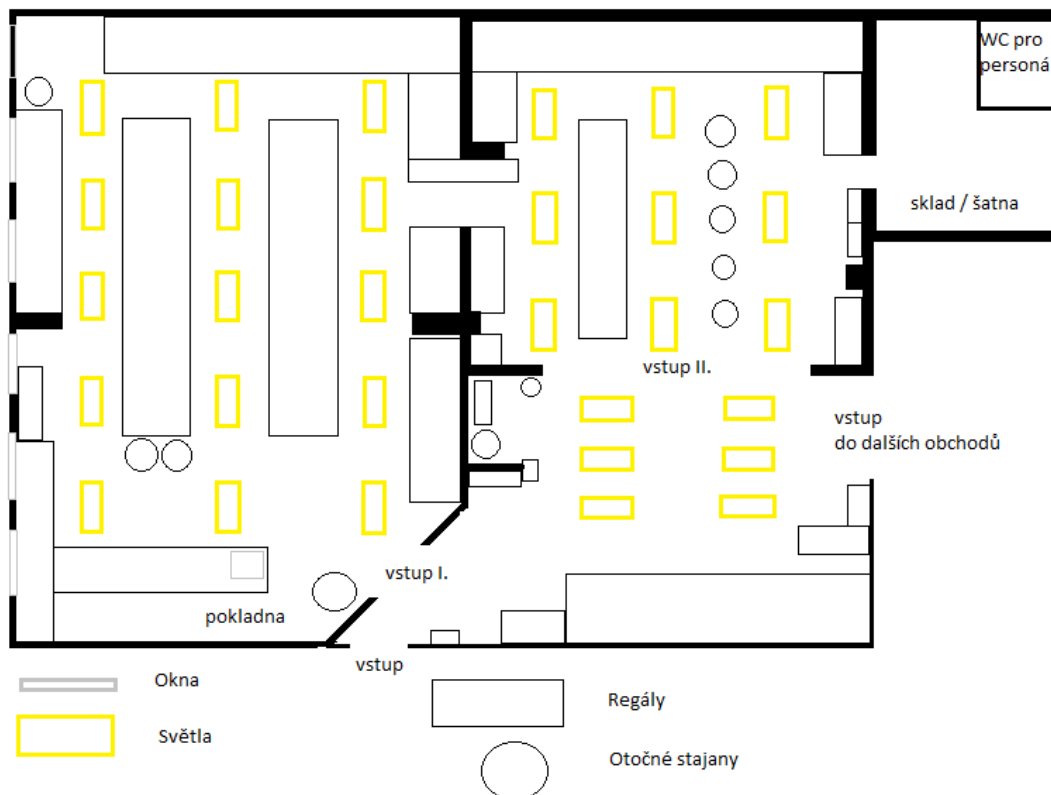 WC pro
personá
sklad / šatna
vstup II.
vstup
do dalších obchodů
vstup I.
pokladna
vstup
Okna
Regály
Světla
Otočné stajany